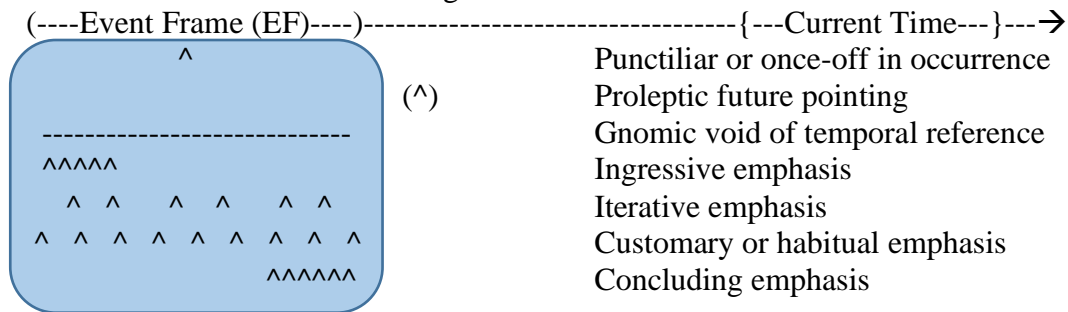 (----Event Frame (EF)----)-----------------------------------{---Current Time---}---→
^ Punctiliar or once-off in occurrence
(^) Proleptic future pointing
----------------------------- Gnomic void of temporal reference
^^^^^ Ingressive emphasis
^ ^ ^ ^ ^ ^ Iterative emphasis
^ ^ ^ ^ ^ ^ ^ ^ ^ Customary or habitual emphasis
^^^^^^ Concluding emphasis